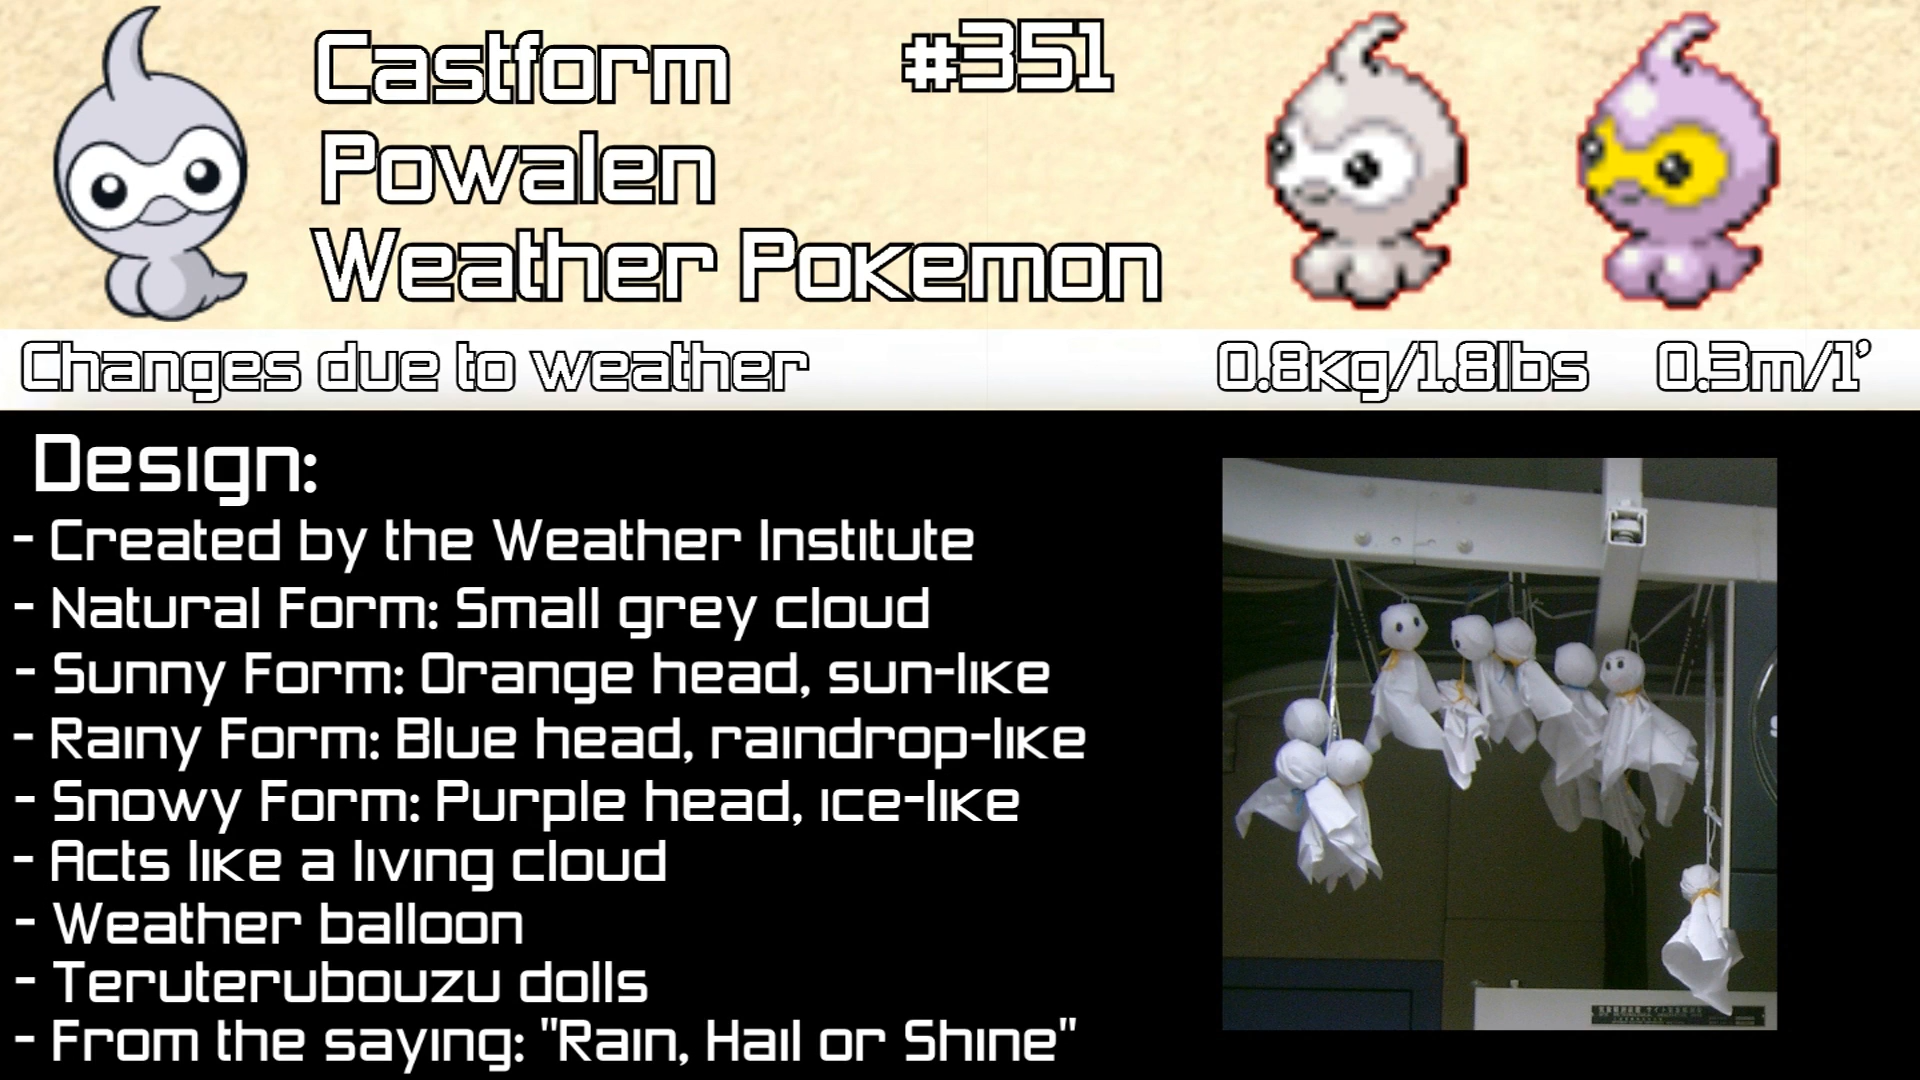 Castform
#351
Powalen
Weather Pokemon
Changes due to weather
0.8kg/1.8lbs
0.3m/1'
Design:
- Created by the Weather Institute
- Natural Form: Small grey cloud
- Sunny Form: Orange head, sun-like
- Rainy Form: Blue head, raindrop-like
- Snowy Form: Purple head, ice-like
- Acts like a living cloud
- Weather balloon
- Teruterubouzu dolls
- From the saying: "Rain, Hail or Shine"